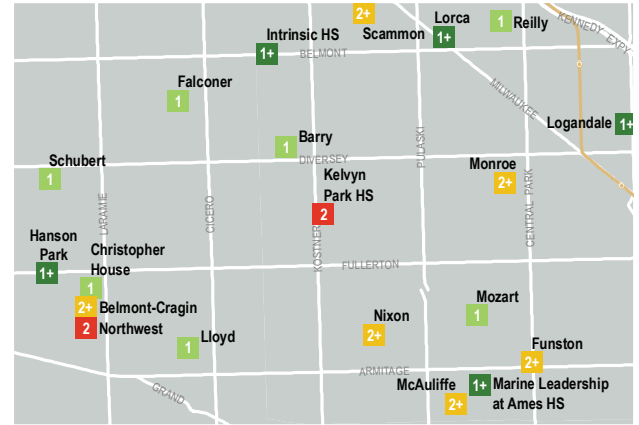 2+
Scammon
Lorca
1+
1
Reilly
KENNEDY EXPY
Intrinsic HS
1+
BELMONT
MILWAUKEE
Falconer
1
Logandale
1+
Barry
1
DIVERSEY
PULASKI
Monroe
2+
Schubert
1
Kelvyn
Park HS
2
LARAMIE
CICERO
KOSTNER
CENTRAL PARK
Hanson
Park
1+
Christopher
House
1
FULLERTON
2+
Belmont-Cragin
2
Northwest
Lloyd
1
Nixon
2+
Mozart
1
Funston
2+
ARMITAGE
GRAND
McAuliffe
2+
1+
Marine Leadership
at Ames HS